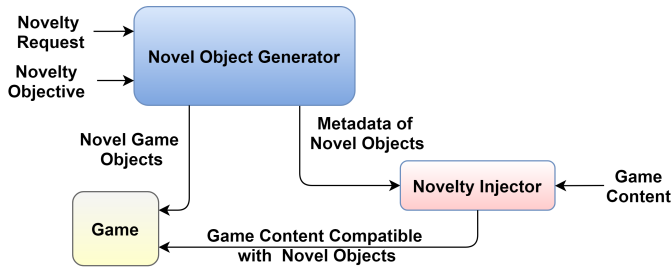 Novelty
Request
Novelty
Objective
Novel Object Generator
Novel Game
Objects
Metadata of
Novel Objects
Novelty Injector
Game
Content
Game
Game Content Compatible
with Novel Objects